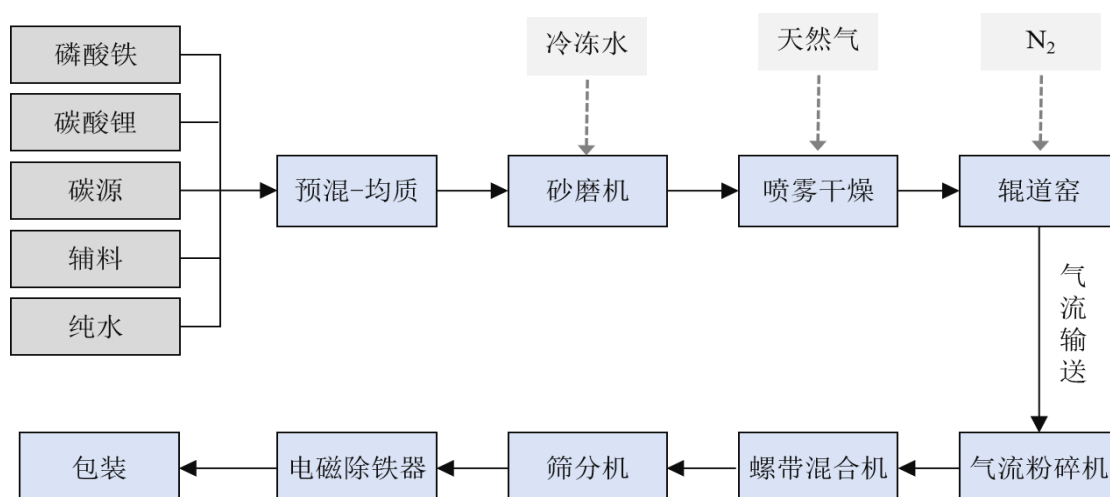 磷酸铁
碳酸锂
碳源
辅料
纯水
冷冻水
天然气
N₂
预混-均质
砂磨机
喷雾干燥
辊道窑
气流输送
包装
电磁除铁器
筛分机
螺带混合机
气流粉碎机